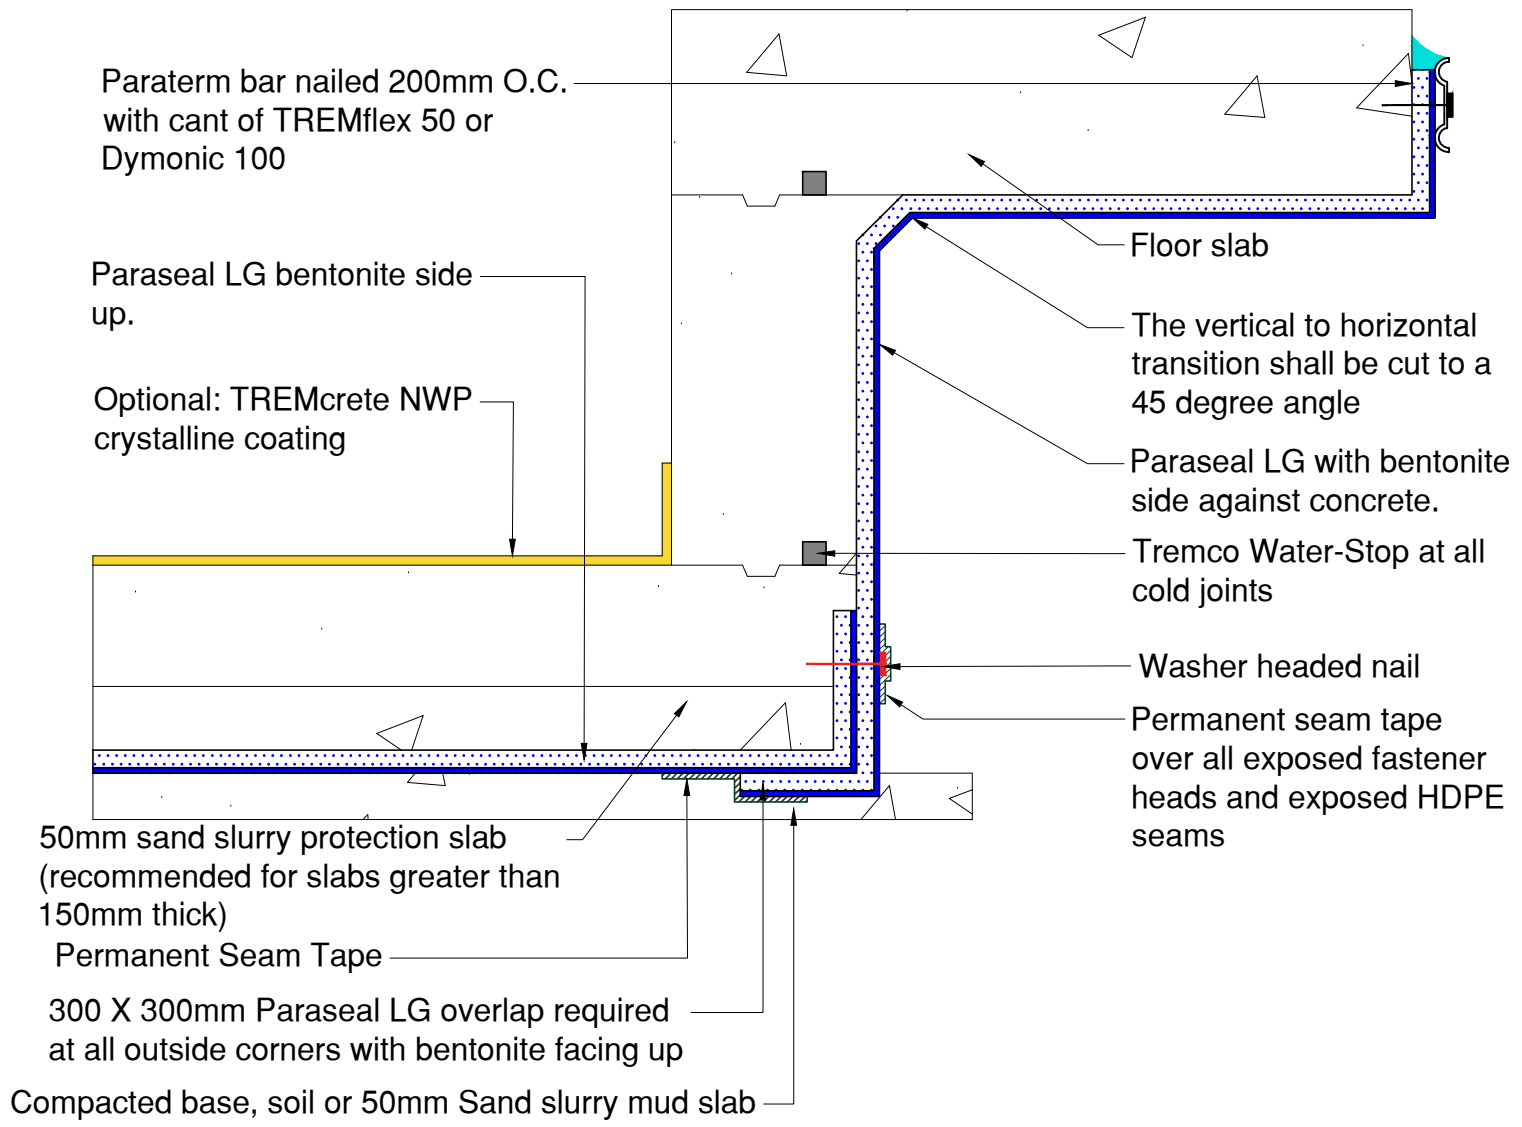 Paraterm bar nailed 200mm O.C.
with cant of TREMflex 50 or
Dymonic 100
Paraseal LG bentonite side
up.
Optional: TREMcrete NWP
crystalline coating
Floor slab
The vertical to horizontal
transition shall be cut to a
45 degree angle
Paraseal LG with bentonite
side against concrete.
Tremco Water-Stop at all
cold joints
Washer headed nail
Permanent seam tape
over all exposed fastener
heads and exposed HDPE
seams
50mm sand slurry protection slab
(recommended for slabs greater than
150mm thick)
Permanent Seam Tape
300 X 300mm Paraseal LG overlap required
at all outside corners with bentonite facing up
Compacted base, soil or 50mm Sand slurry mud slab